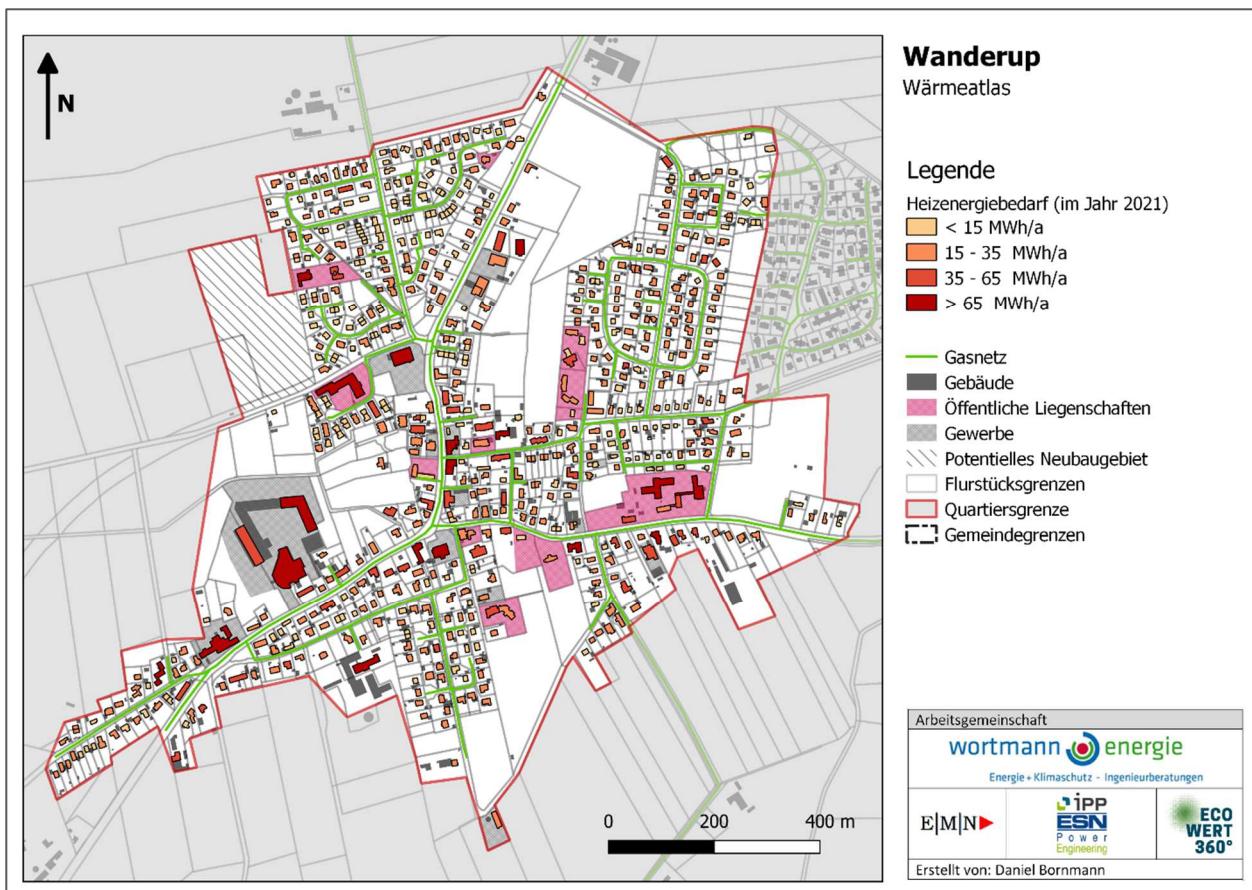 N
0 200 400 m
Wanderup
Wärmeatlas
Legende
Heizenergiebedarf (im Jahr 2021)
< 15 MWh/a
15 - 35 MWh/a
35 - 65 MWh/a
> 65 MWh/a
Gasnetz
Gebäude
Öffentliche Liegenschaften
Gewerbe
Potentielles Neubaugebiet
Flurstücksgrenzen
Quartiersgrenze
Gemeindegrenzen
Arbeitsgemeinschaft
wortmann energie
Energie + Klimaschutz - Ingenieurberatungen
E|M|N
iPP
ESN
Power
Engineering
ECO
WERT
360°
Erstellt von: Daniel Bornmann